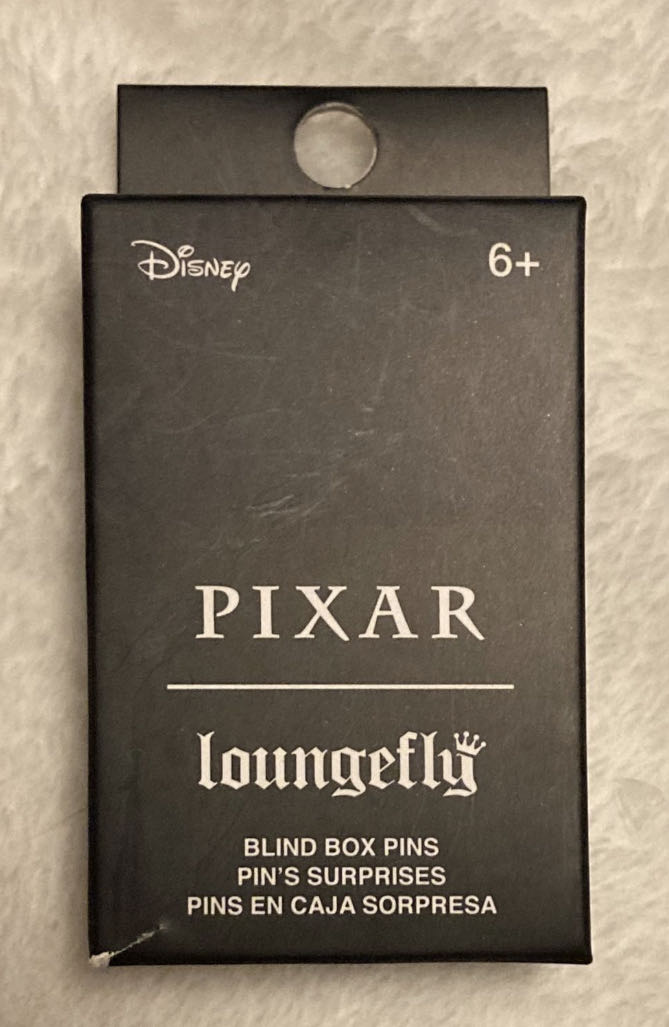 Disney 6+
PIXAR
loungefly
BLIND BOX PINS
PIN'S SURPRISES
PINS EN CAJA SORPRESA